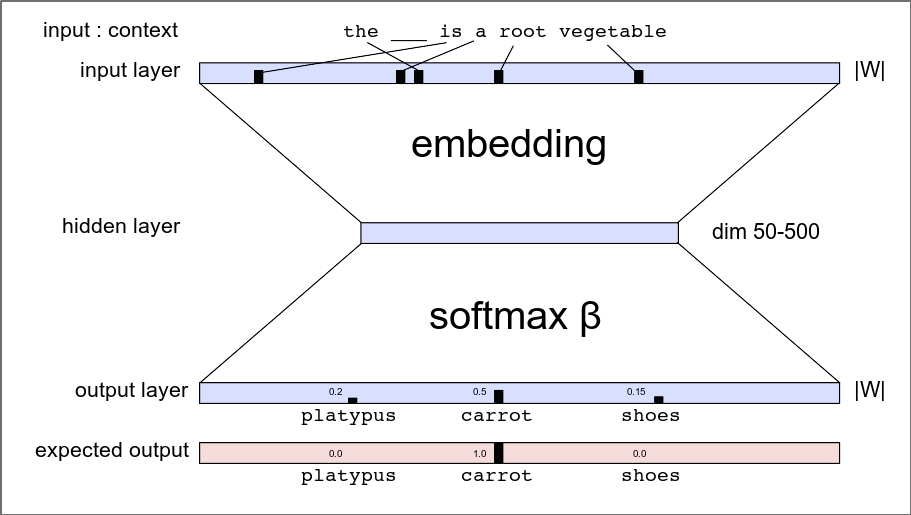 input : context the ___ is a root vegetable
input layer |W|
embedding
hidden layer dim 50-500
softmax β
output layer 0.2 0.5 0.15 |W|
platypus carrot shoes
expected output 0.0 1.0 0.0
platypus carrot shoes